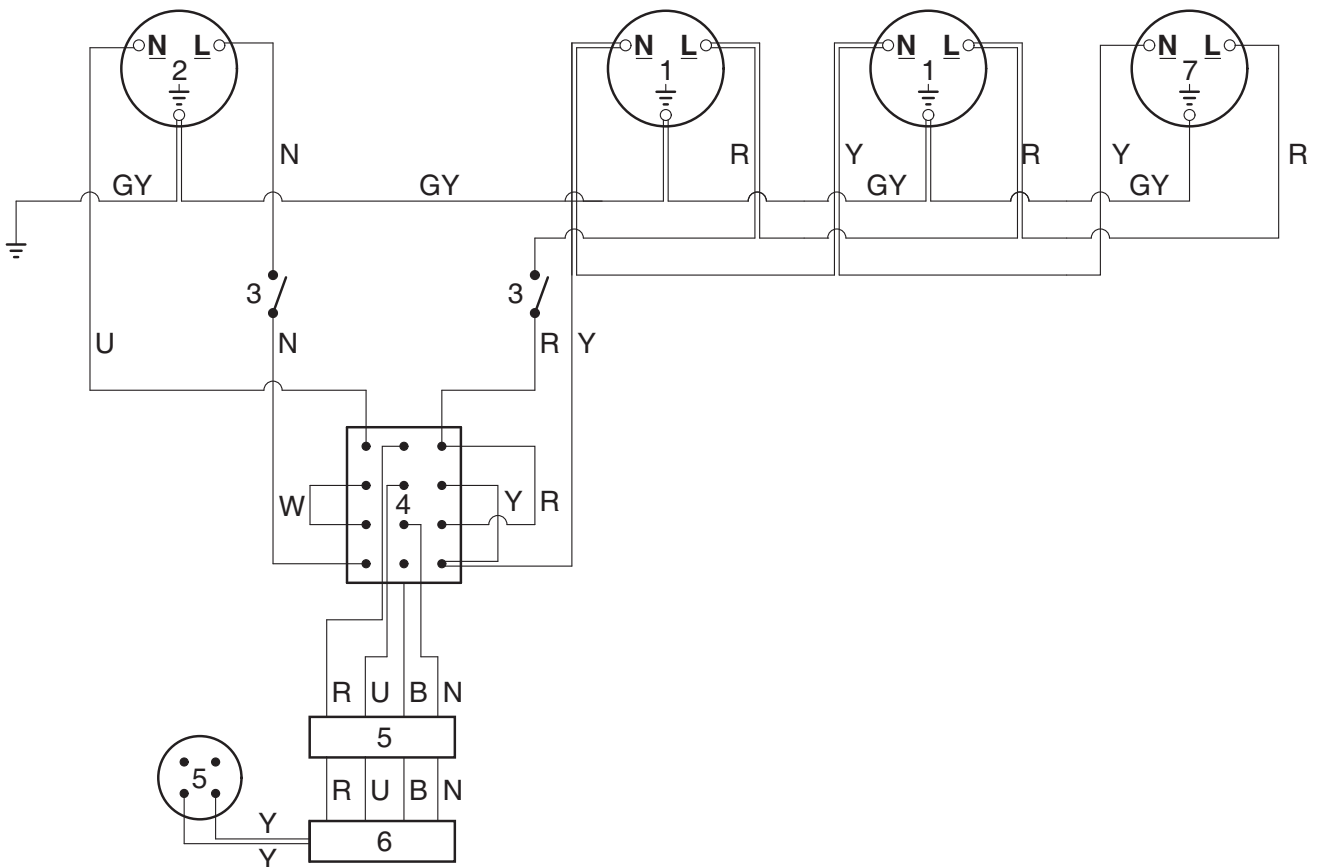 N L N L N L N L
2 1 1 7
N R Y R Y R
GY GY GY GY
3 3
U N R Y
W 4 Y R
R U B N
5
5
R U B N
Y
6
Y